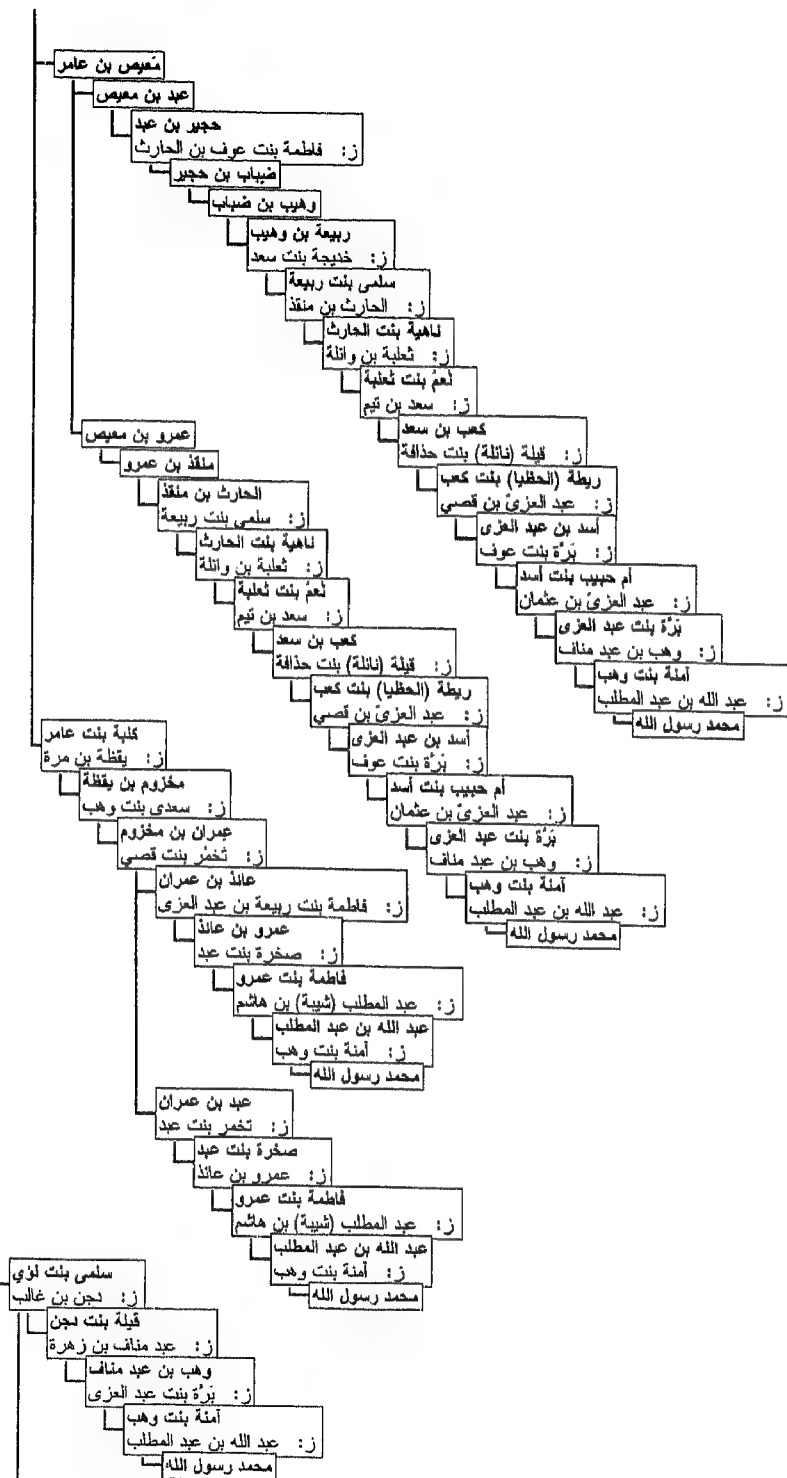 معيص بن عامر
عبد بن معيص
حجير بن عبد
ز: فاطمة بنت عوف بن الحارث
ضباب بن حجير
وهيب بن ضباب
ربيعة بن وهيب
ز: خديجة بنت سعد
سلمى بنت ربيعة
ز: الحارث بن منقذ
ناهية بنت الحارث
ز: ثعلبة بن وائلة
نُعمُ بنت ثعلبة
ز: سعد بن تيم
كعب بن سعد
ز: قيلة (نائلة) بنت حذافة
ريطة (الحظيا) بنت كعب
ز: عبد العزىّ بن قصي
أسد بن عبد العزى
ز: بَرَّة بنت عوف
أم حبيب بنت أسد
ز: عبد العزىّ بن عثمان
بَرَّة بنت عبد العزى
ز: وهب بن عبد مناف
آمنة بنت وهب
ز: عبد الله بن عبد المطلب
محمد رسول الله
عمرو بن معيص
منقذ بن عمرو
الحارث بن منقذ
ز: سلمى بنت ربيعة
ناهية بنت الحارث
ز: ثعلبة بن وائلة
نُعمُ بنت ثعلبة
ز: سعد بن تيم
كعب بن سعد
ز: قيلة (نائلة) بنت حذافة
ريطة (الحظيا) بنت كعب
ز: عبد العزىّ بن قصي
أسد بن عبد العزى
ز: بَرَّة بنت عوف
أم حبيب بنت أسد
ز: عبد العزىّ بن عثمان
بَرَّة بنت عبد العزى
ز: وهب بن عبد مناف
آمنة بنت وهب
ز: عبد الله بن عبد المطلب
محمد رسول الله
كلبة بنت عامر
ز: يقظة بن مرة
مخزوم بن يقظة
ز: سعدى بنت وهب
عمران بن مخزوم
ز: تَخمُر بنت قصي
عائذ بن عمران
ز: فاطمة بنت ربيعة بن عبد العزى
عمرو بن عائذ
ز: صخرة بنت عبد
فاطمة بنت عمرو
ز: عبد المطلب (شيبة) بن هاشم
عبد الله بن عبد المطلب
ز: آمنة بنت وهب
محمد رسول الله
عبد بن عمران
ز: تخمر بنت عبد
صخرة بنت عبد
ز: عمرو بن عائذ
فاطمة بنت عمرو
ز: عبد المطلب (شيبة) بن هاشم
عبد الله بن عبد المطلب
ز: آمنة بنت وهب
محمد رسول الله
سلمى بنت لؤي
ز: دجن بن غالب
قيلة بنت دجن
ز: عبد مناف بن زهرة
وهب بن عبد مناف
ز: بَرَّة بنت عبد العزى
آمنة بنت وهب
ز: عبد الله بن عبد المطلب
محمد رسول الله